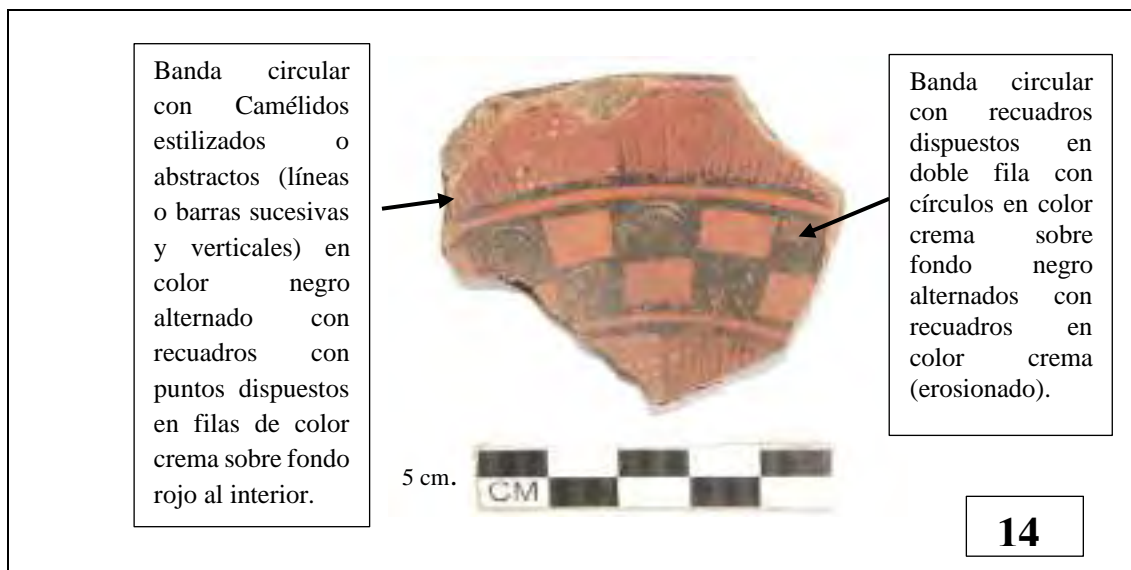 Banda circular
con Camélidos
estilizados o
abstractos (líneas
o barras sucesivas
y verticales) en
color negro
alternado con
recuadros con
puntos dispuestos
en filas de color
crema sobre fondo
rojo al interior.
Banda circular
con recuadros
dispuestos en
doble fila con
círculos en color
crema sobre
fondo negro
alternados con
recuadros en
color crema
(erosionado).
5 cm.
CM
14